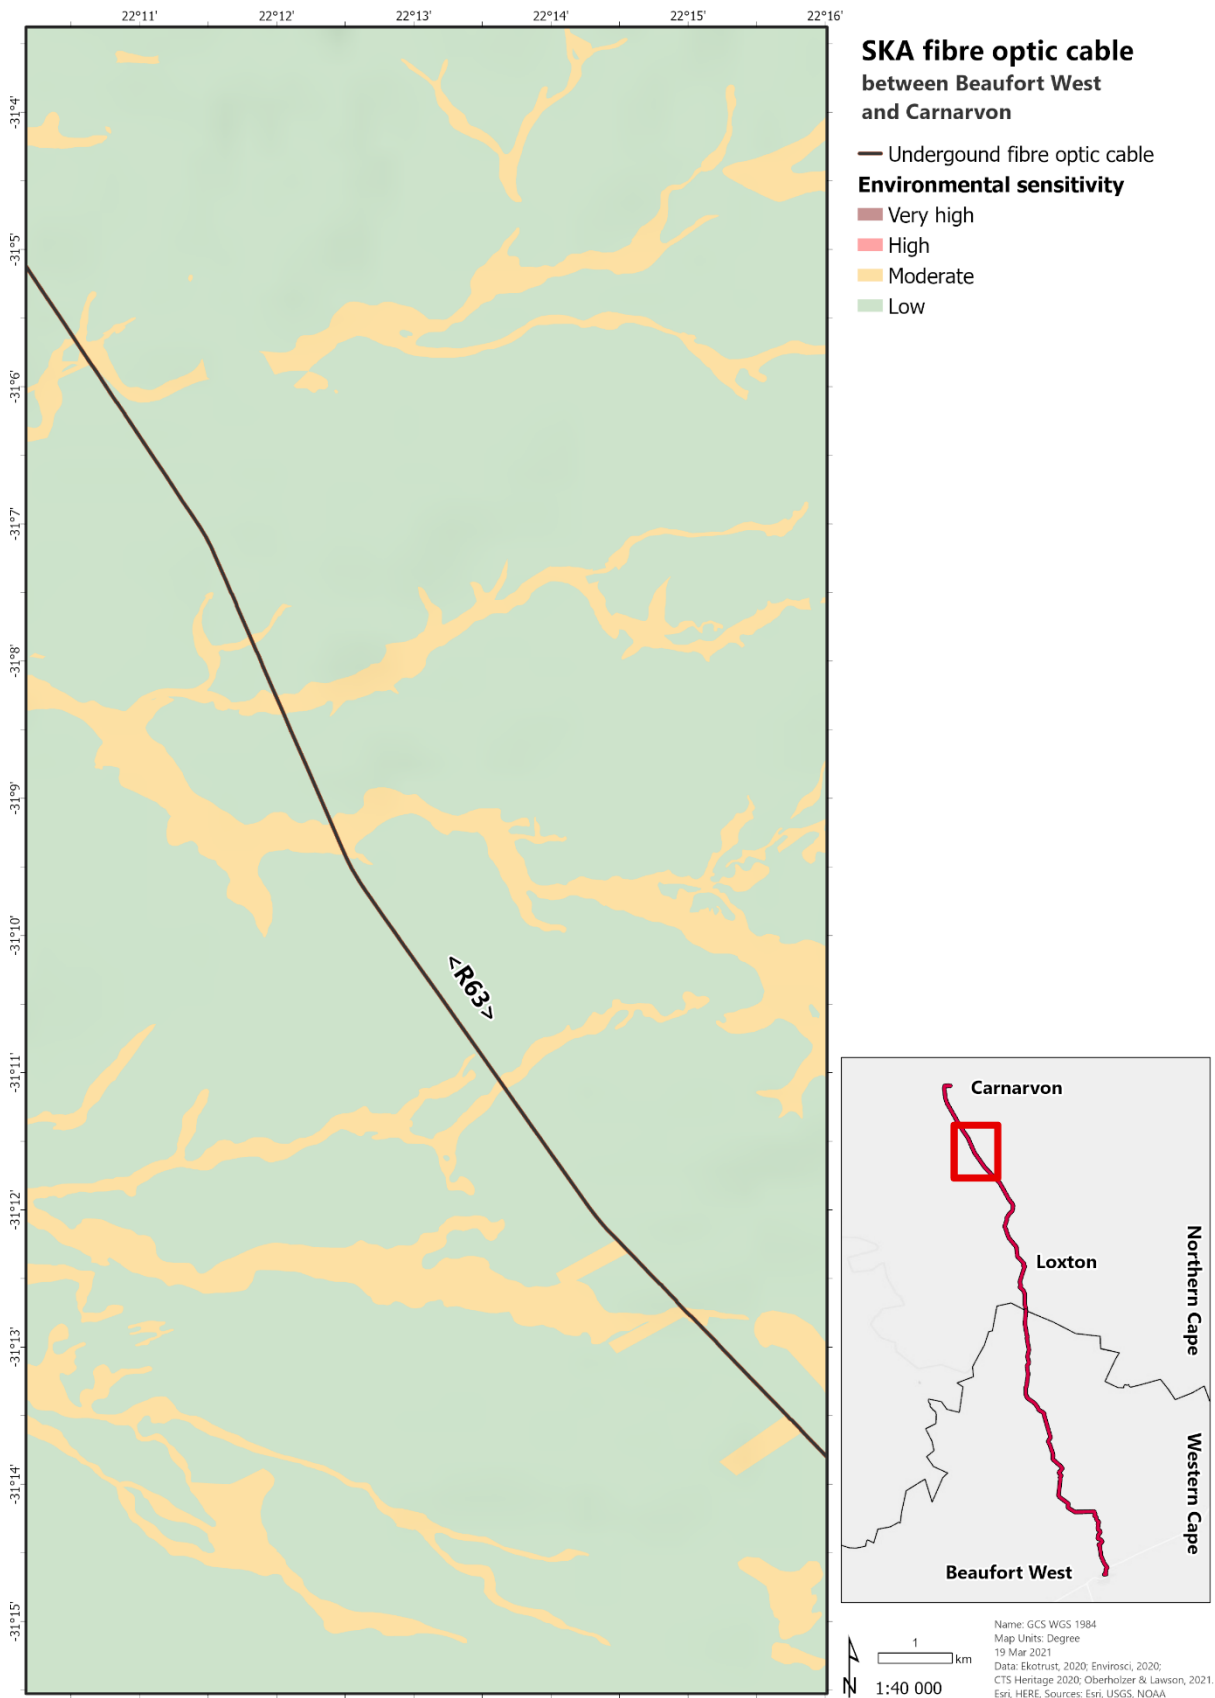 22°11' 22°12' 22°13' 22°14' 22°15' 22°16'
-31°4'
-31°5'
-31°6'
-31°7'
-31°8'
-31°9'
-31°10'
-31°11'
-31°12'
-31°13'
-31°14'
-31°15'
<R63>
SKA fibre optic cable
between Beaufort West
and Carnarvon
Undergound fibre optic cable
Environmental sensitivity
Very high
High
Moderate
Low
Carnarvon
Loxton
Northern Cape
Western Cape
Beaufort West
N
1
km
1:40 000
Name: GCS WGS 1984
Map Units: Degree
19 Mar 2021
Data: Ekotrust, 2020; Envirosci, 2020;
CTS Heritage 2020; Oberholzer & Lawson, 2021.
Esri, HERE, Sources: Esri, USGS, NOAA